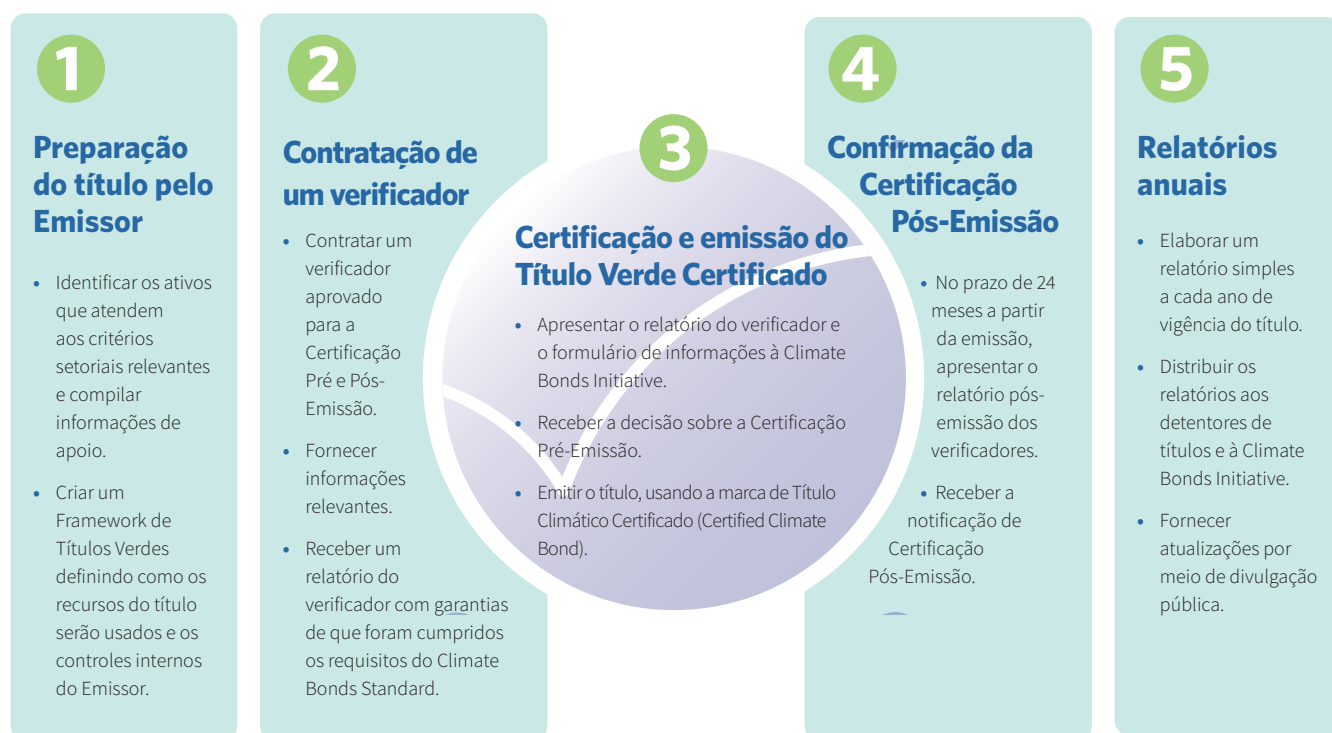 1
Preparação
do título pelo
Emissor
• Identificar os ativos
que atendem
aos critérios
setoriais relevantes
e compilar
informações de
apoio.
• Criar um
Framework de
Títulos Verdes
definindo como os
recursos do título
serão usados e os
controles internos
do Emissor.
2
Contratação de
um verificador
• Contratar um
verificador
aprovado
para a
Certificação
Pré e Pós-
Emissão.
• Fornecer
informações
relevantes.
• Receber um
relatório do
verificador com garantias
de que foram cumpridos
os requisitos do Climate
Bonds Standard.
3
Certificação e emissão do
Título Verde Certificado
• Apresentar o relatório do verificador e
o formulário de informações à Climate
Bonds Initiative.
• Receber a decisão sobre a Certificação
Pré-Emissão.
• Emitir o título, usando a marca de Título
Climático Certificado (Certified Climate
Bond).
4
Confirmação da
Certificação
Pós-Emissão
• No prazo de 24
meses a partir
da emissão,
apresentar o
relatório pós-
emissão dos
verificadores.
• Receber a
notificação de
Certificação
Pós-Emissão.
5
Relatórios
anuais
• Elaborar um
relatório simples
a cada ano de
vigência do título.
• Distribuir os
relatórios aos
detentores de
títulos e à Climate
Bonds Initiative.
• Fornecer
atualizações por
meio de divulgação
pública.